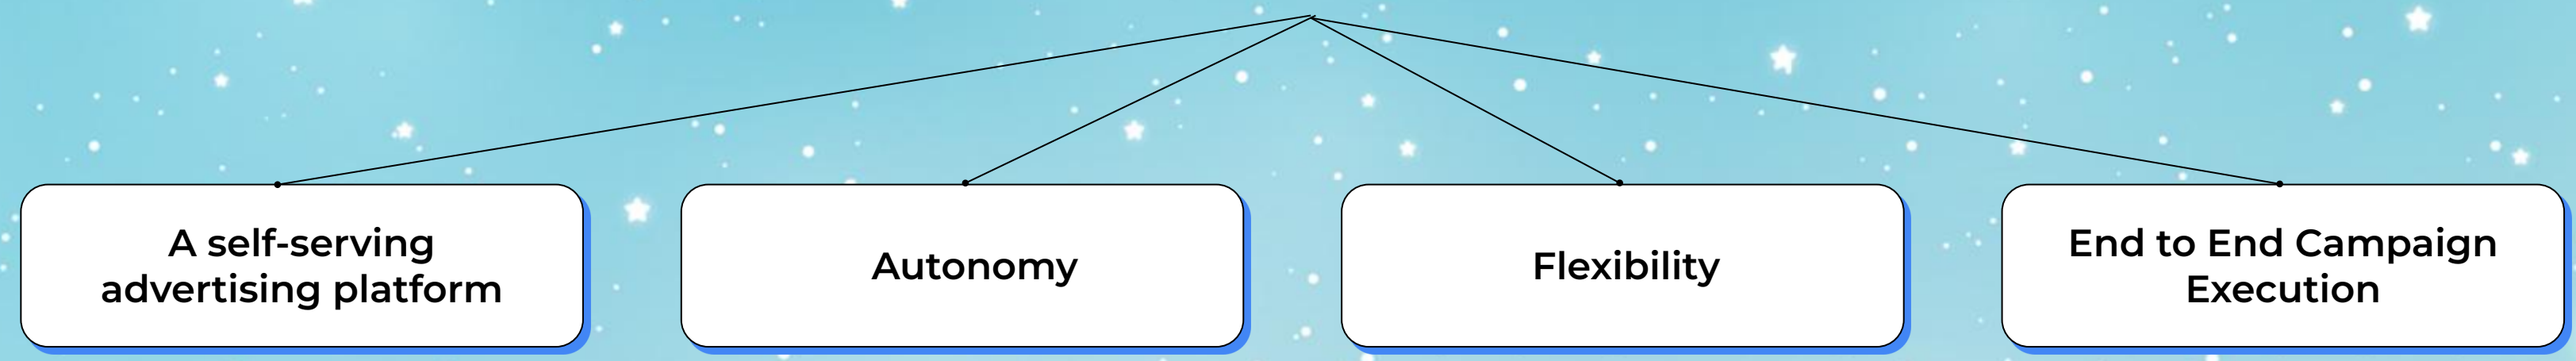 A self-serving
advertising platform
Autonomy
Flexibility
End to End Campaign
Execution